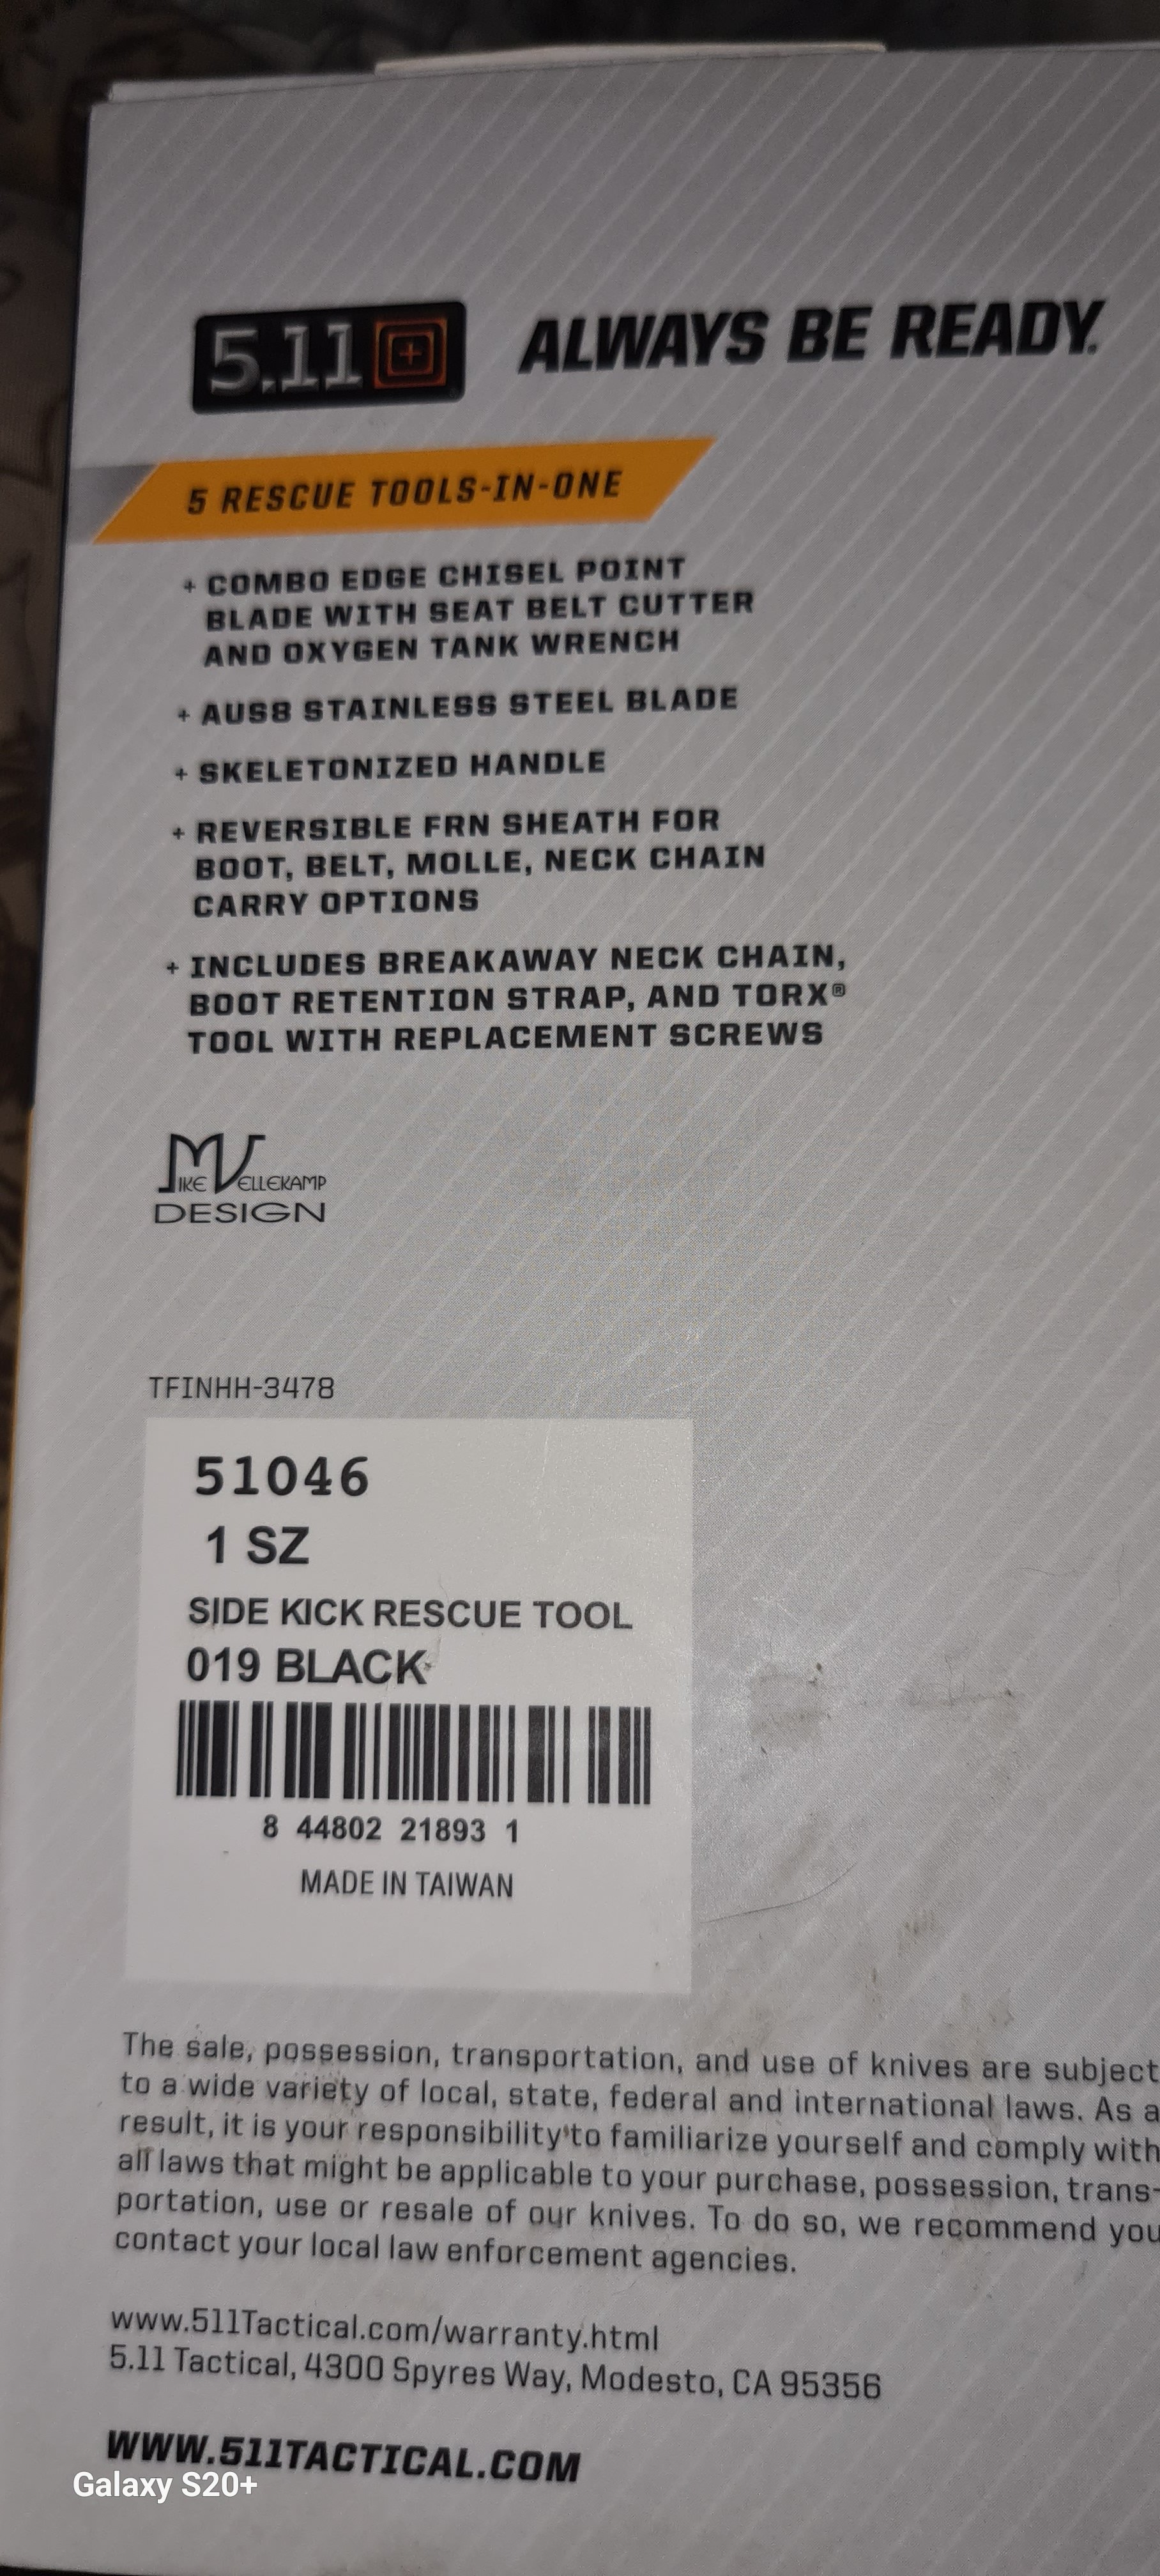 5.11 ALWAYS BE READY.
5 RESCUE TOOLS-IN-ONE
+ COMBO EDGE CHISEL POINT
BLADE WITH SEAT BELT CUTTER
AND OXYGEN TANK WRENCH
+ AUS8 STAINLESS STEEL BLADE
+ SKELETONIZED HANDLE
+ REVERSIBLE FRN SHEATH FOR
BOOT, BELT, MOLLE, NECK CHAIN
CARRY OPTIONS
+ INCLUDES BREAKAWAY NECK CHAIN,
BOOT RETENTION STRAP, AND TORX®
TOOL WITH REPLACEMENT SCREWS
MIKE VELLEKAMP
DESIGN
TFINHH-3478
51046
1 SZ
SIDE KICK RESCUE TOOL
019 BLACK
8 44802 21893 1
MADE IN TAIWAN
The sale, possession, transportation, and use of knives are subject
to a wide variety of local, state, federal and international laws. As a
result, it is your responsibility to familiarize yourself and comply with
all laws that might be applicable to your purchase, possession, trans-
portation, use or resale of our knives. To do so, we recommend you
contact your local law enforcement agencies.
www.511Tactical.com/warranty.html
5.11 Tactical, 4300 Spyres Way, Modesto, CA 95356
WWW.511TACTICAL.COM
Galaxy S20+